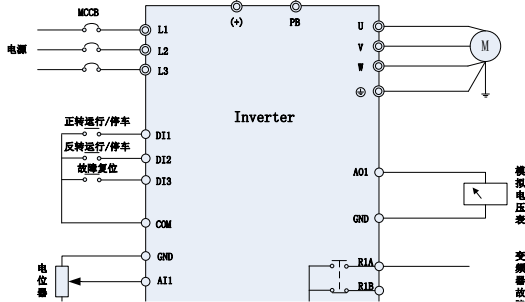 MCCB
(+)
PB
电源
L1
L2
L3
U
V
W
M
Inverter
正转运行/停车
DI1
反转运行/停车
DI2
故障复位
DI3
COM
GND
电位器
AI1
AO1
GND
模拟电压表
R1A
R1B
变频器故